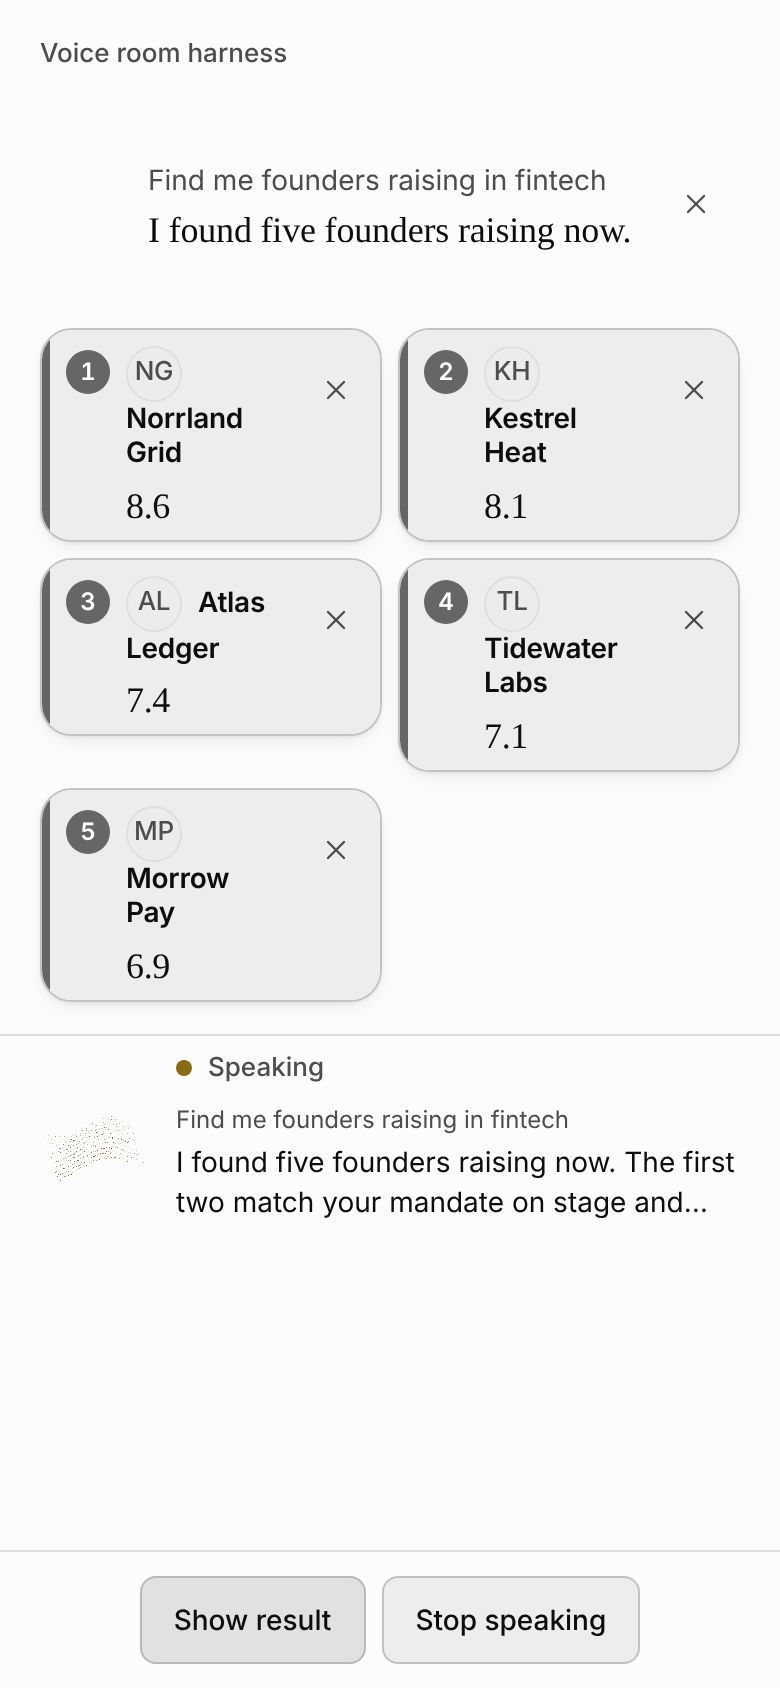 Voice room harness
Find me founders raising in fintech
I found five founders raising now.
1 NG
Norrland
Grid
8.6
2 KH
Kestrel
Heat
8.1
3 AL Atlas
Ledger
7.4
4 TL
Tidewater
Labs
7.1
5 MP
Morrow
Pay
6.9
Speaking
Find me founders raising in fintech
I found five founders raising now. The first
two match your mandate on stage and...
Show result
Stop speaking